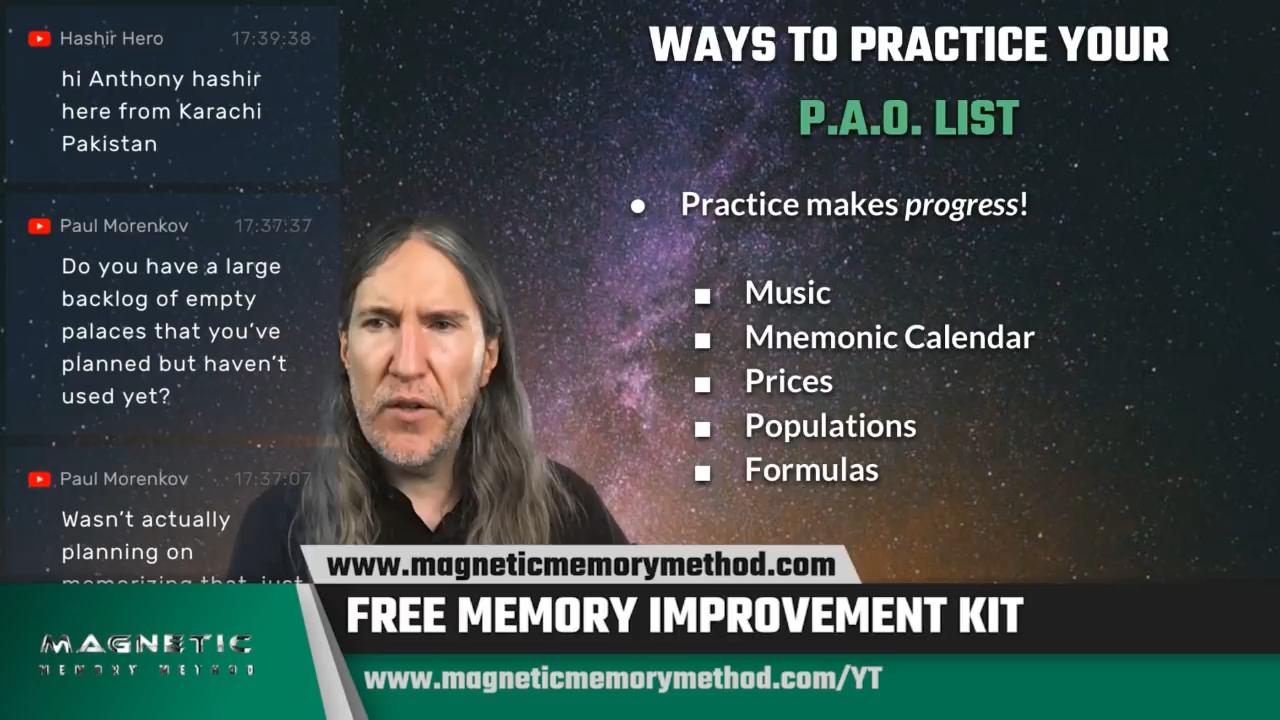 Hashir Hero 17:39:38
hi Anthony hashir
here from Karachi
Pakistan
Paul Morenkov 17:37:37
Do you have a large
backlog of empty
palaces that you've
planned but haven't
used yet?
Paul Morenkov 17:37:07
Wasn't actually
planning on
memorizing that, just
WAYS TO PRACTICE YOUR
P.A.O. LIST
Practice makes progress!
Music
Mnemonic Calendar
Prices
Populations
Formulas
www.magneticmemorymethod.com
FREE MEMORY IMPROVEMENT KIT
www.magneticmemorymethod.com/YT
MAGNETIC
MEMORY METHOD